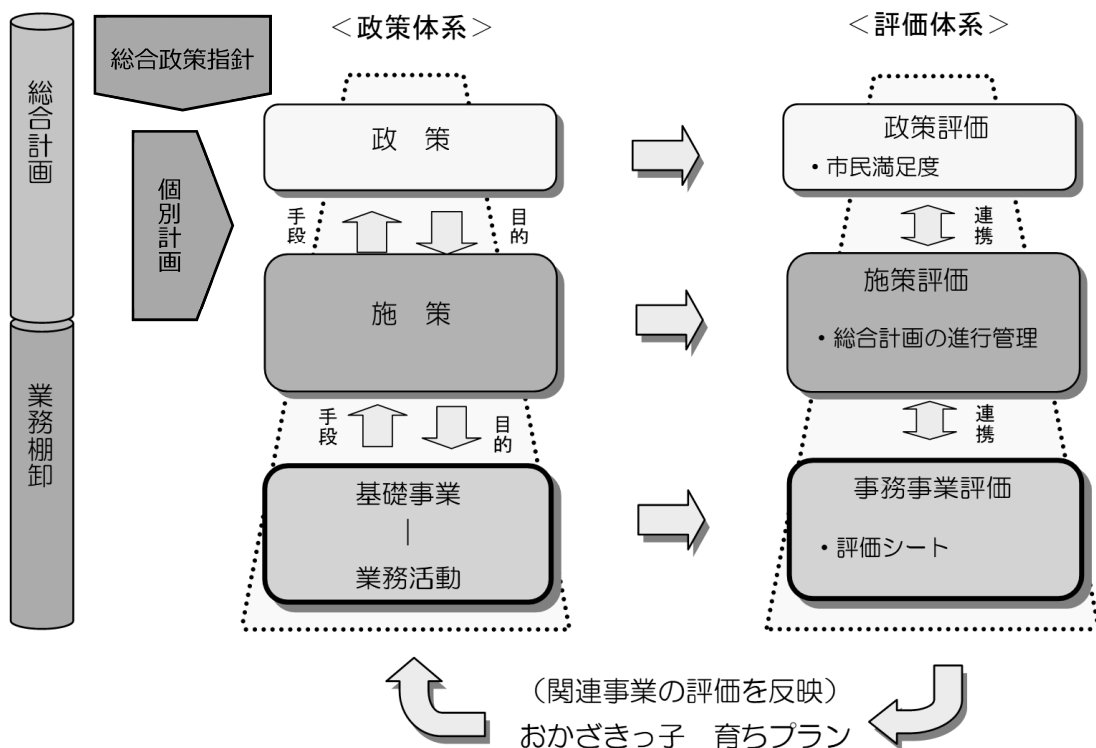 総合計画
業務棚卸
総合政策指針
個別計画
＜政策体系＞
政　策
手段
目的
施　策
手段
目的
基礎事業
｜
業務活動
＜評価体系＞
政策評価
・市民満足度
連携
施策評価
・総合計画の進行管理
連携
事務事業評価
・評価シート
（関連事業の評価を反映）
おかざきっ子　育ちプラン